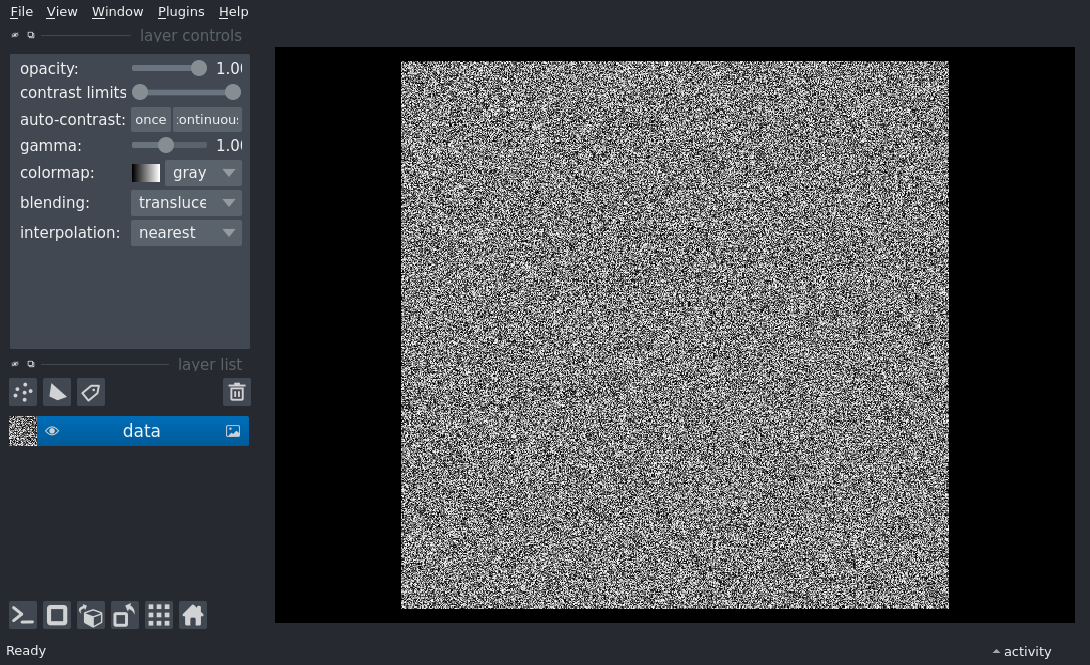 File View Window Plugins Help
layer controls
opacity: 1.0
contrast limits
auto-contrast: once continuous
gamma: 1.0
colormap: gray
blending: transluce
interpolation: nearest
layer list
data
Ready
activity